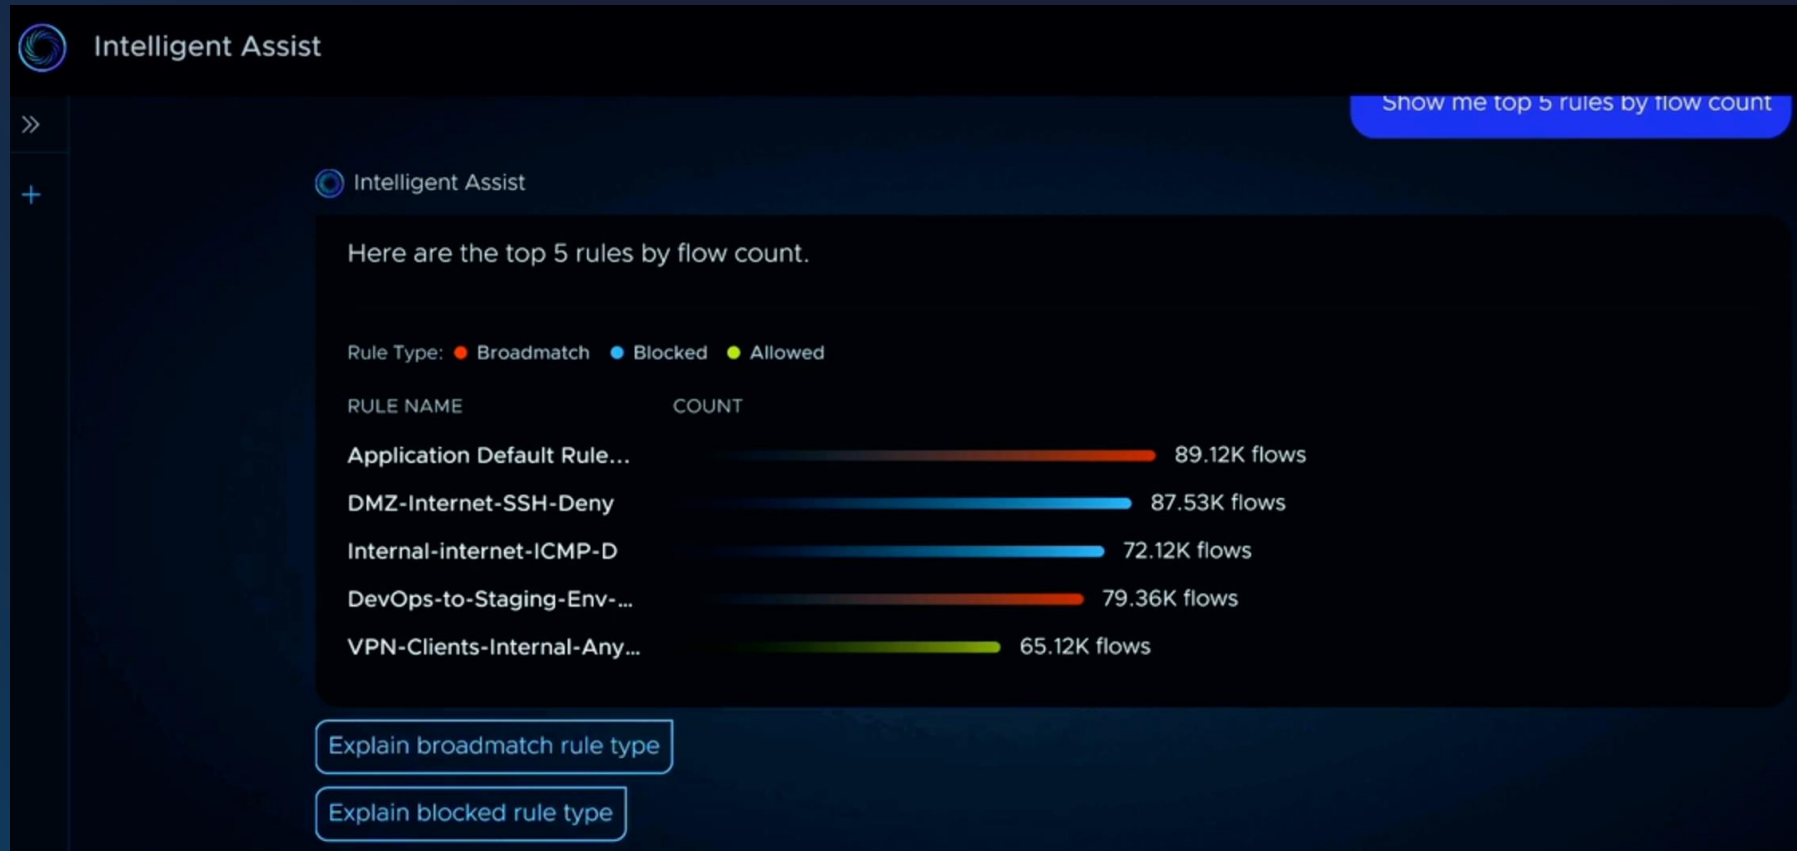 Intelligent Assist
Show me top 5 rules by flow count
Intelligent Assist
Here are the top 5 rules by flow count.
Rule Type: Broadmatch Blocked Allowed
RULE NAME COUNT
Application Default Rule... 89.12K flows
DMZ-Internet-SSH-Deny 87.53K flows
Internal-internet-ICMP-D 72.12K flows
DevOps-to-Staging-Env-... 79.36K flows
VPN-Clients-Internal-Any... 65.12K flows
Explain broadmatch rule type
Explain blocked rule type